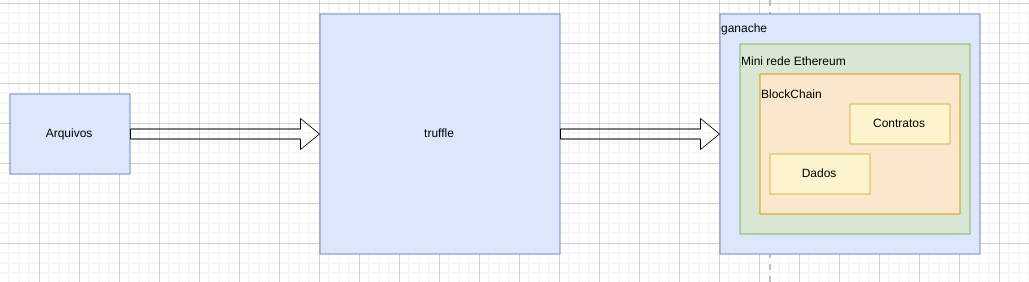 Arquivos
truffle
ganache
Mini rede Ethereum
BlockChain
Contratos
Dados